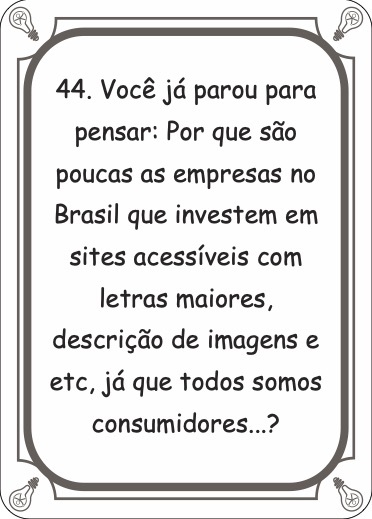 44. Você já parou para
pensar: Por que são
poucas as empresas no
Brasil que investem em
sites acessíveis com
letras maiores,
descrição de imagens e
etc, já que todos somos
consumidores...?